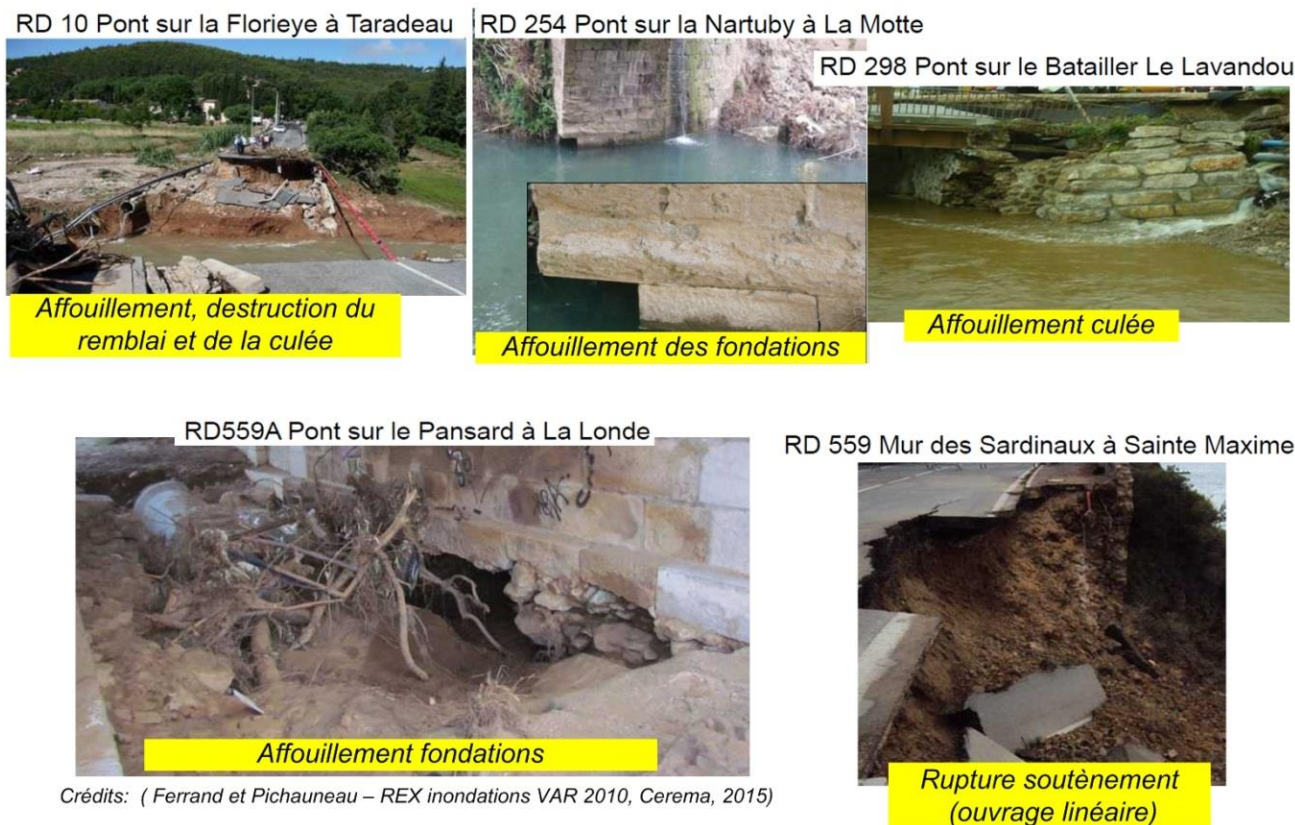 RD 10 Pont sur la Florieye à Taradeau
RD 254 Pont sur la Nartuby à La Motte
RD 298 Pont sur le Batailler Le Lavandou
Affouillement, destruction du
remblai et de la culée
Affouillement des fondations
Affouillement culée
RD559A Pont sur le Pansard à La Londe
RD 559 Mur des Sardinaux à Sainte Maxime
Affouillement fondations
Rupture soutènement
(ouvrage linéaire)
Crédits: ( Ferrand et Pichauneau – REX inondations VAR 2010, Cerema, 2015)